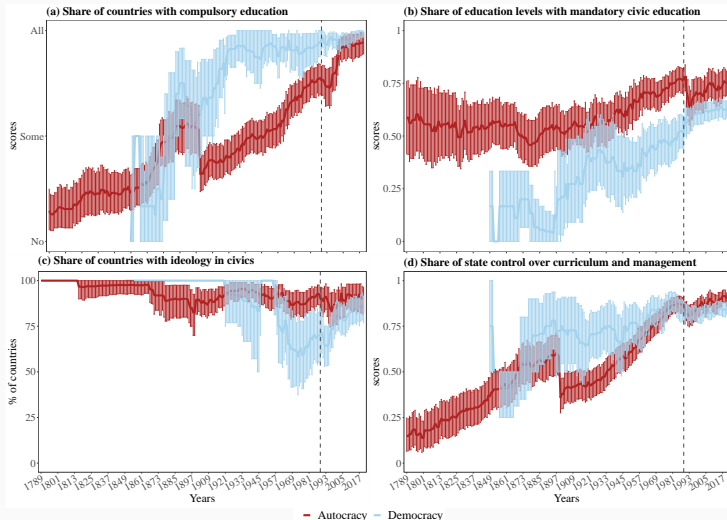 (a) Share of countries with compulsory education
All
Some
No
scores
(b) Share of education levels with mandatory civic education
1
0.75
0.50
0.25
0
scores
(c) Share of countries with ideology in civics
100
75
50
25
0
% of countries
1789 1801 1813 1825 1837 1849 1861 1873 1885 1897 1909 1921 1933 1945 1957 1969 1981 1993 2005 2017
Years
(d) Share of state control over curriculum and management
1
0.75
0.50
0.25
0
scores
1789 1801 1813 1825 1837 1849 1861 1873 1885 1897 1909 1921 1933 1945 1957 1969 1981 1993 2005 2017
Years
Autocracy Democracy